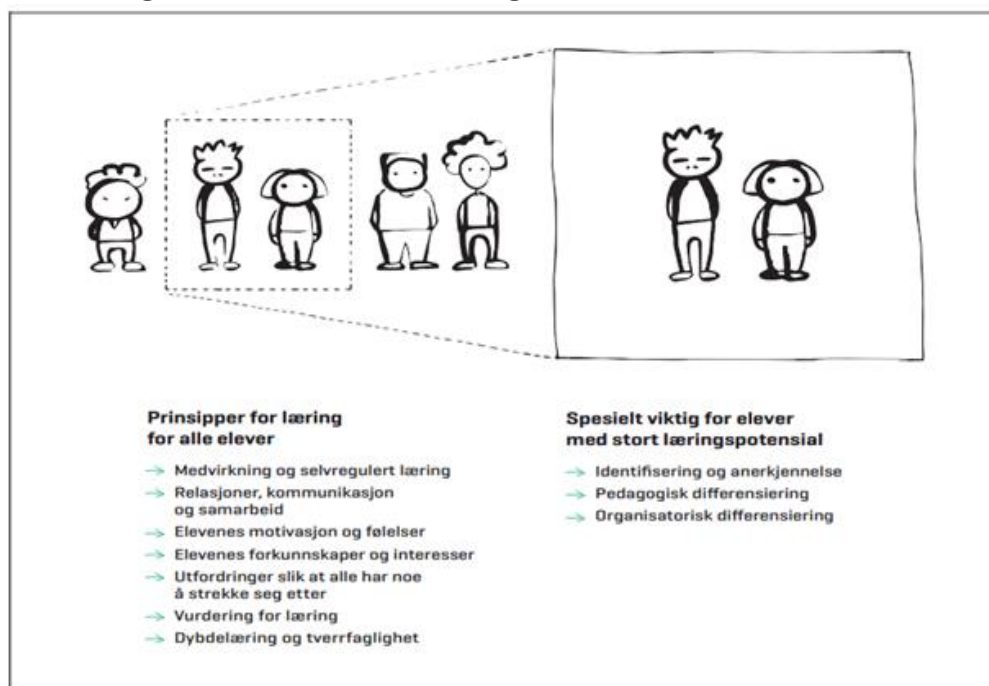 Prinsipper for læring
for alle elever
→ Medvirkning og selvregulert læring
→ Relasjoner, kommunikasjon
og samarbeid
→ Elevenes motivasjon og følelser
→ Elevenes forkunnskaper og interesser
→ Utfordringer slik at alle har noe
å strekke seg etter
→ Vurdering for læring
→ Dybdelæring og tverrfaglighet
Spesielt viktig for elever
med stort læringspotensial
→ Identifisering og anerkjennelse
→ Pedagogisk differensiering
→ Organisatorisk differensiering